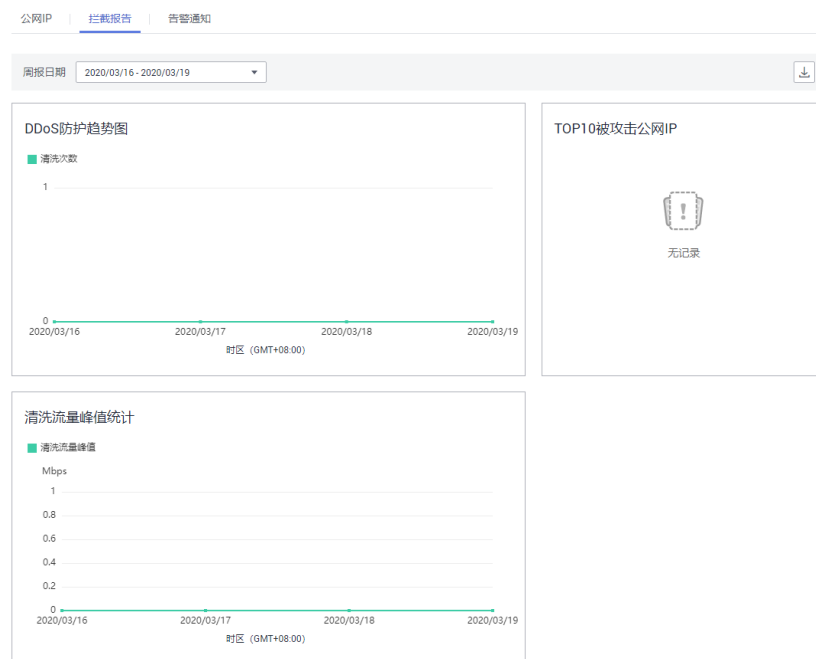 公网IP 拦截报告 告警通知
周报日期 2020/03/16 - 2020/03/19
DDoS防护趋势图
清洗次数
1
0
2020/03/16 2020/03/17 2020/03/18 2020/03/19
时区（GMT+08:00）
TOP10被攻击公网IP
无记录
清洗流量峰值统计
清洗流量峰值
Mbps
1
0.8
0.6
0.4
0.2
0
2020/03/16 2020/03/17 2020/03/18 2020/03/19
时区（GMT+08:00）